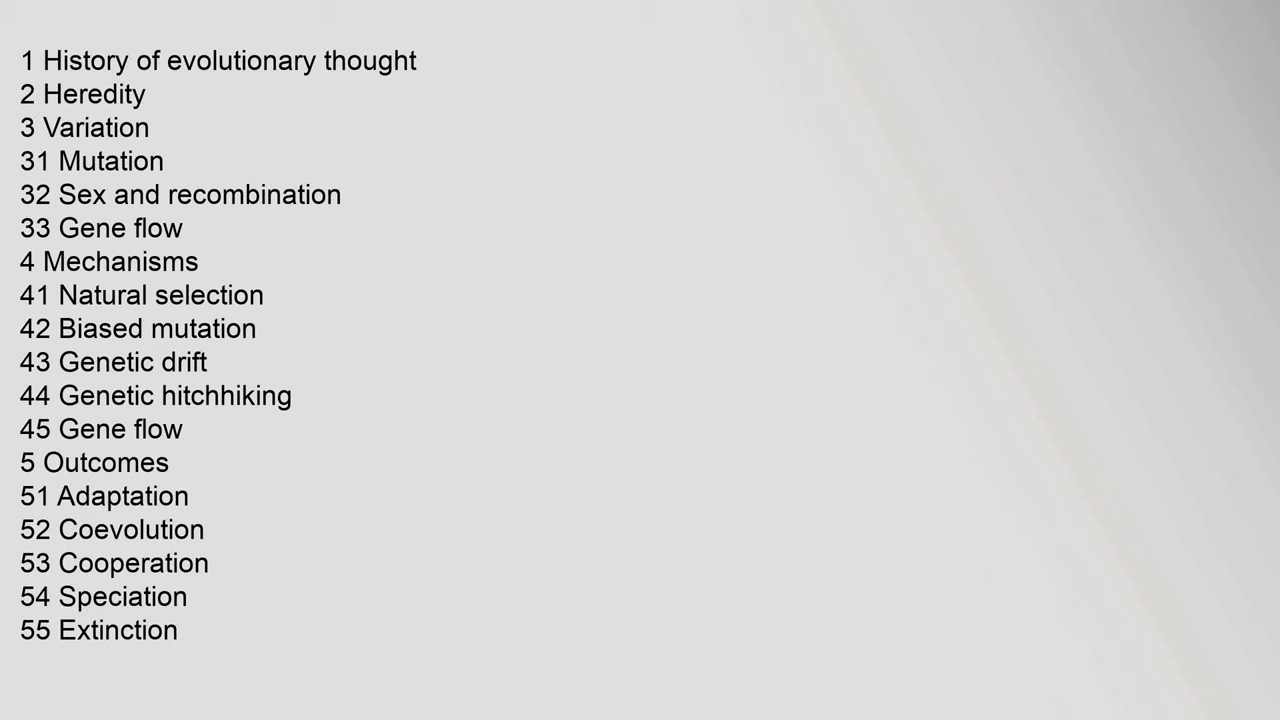 1 History of evolutionary thought
2 Heredity
3 Variation
31 Mutation
32 Sex and recombination
33 Gene flow
4 Mechanisms
41 Natural selection
42 Biased mutation
43 Genetic drift
44 Genetic hitchhiking
45 Gene flow
5 Outcomes
51 Adaptation
52 Coevolution
53 Cooperation
54 Speciation
55 Extinction